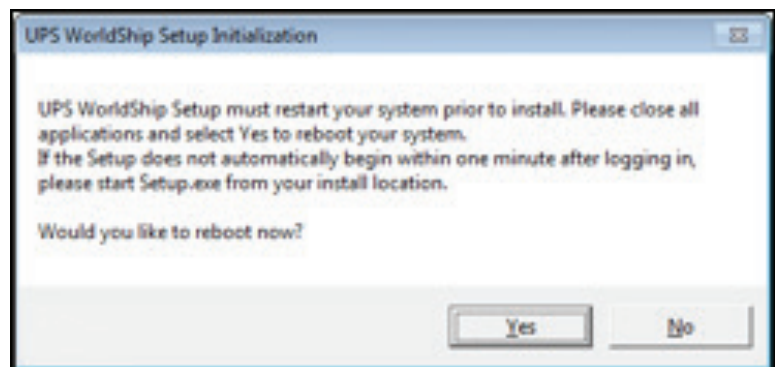 UPS WorldShip Setup Initialization
UPS WorldShip Setup must restart your system prior to install. Please close all
applications and select Yes to reboot your system.
If the Setup does not automatically begin within one minute after logging in,
please start Setup.exe from your install location.
Would you like to reboot now?
Yes
No